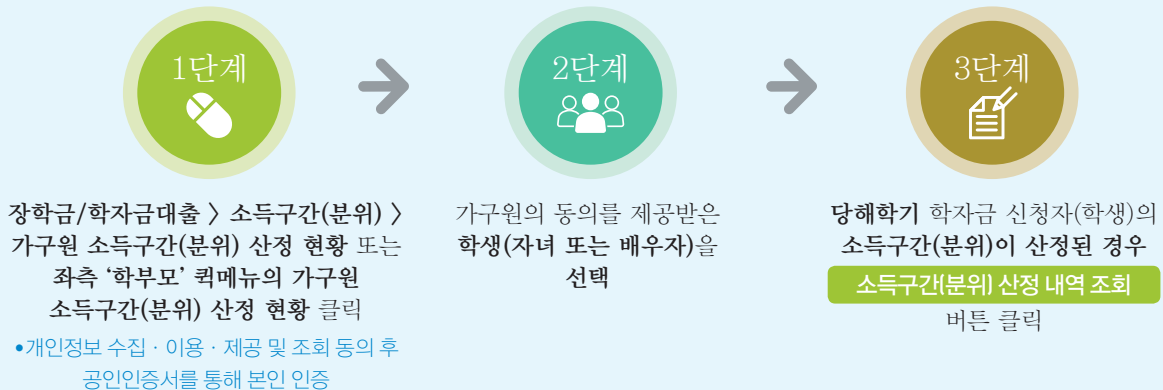 1단계
장학금/학자금대출 〉 소득구간(분위) 〉
가구원 소득구간(분위) 산정 현황 또는
좌측 ‘학부모’ 퀵메뉴의 가구원
소득구간(분위) 산정 현황 클릭
•개인정보 수집 · 이용 · 제공 및 조회 동의 후
공인인증서를 통해 본인 인증
2단계
가구원의 동의를 제공받은
학생(자녀 또는 배우자)을
선택
3단계
당해학기 학자금 신청자(학생)의
소득구간(분위)이 산정된 경우
소득구간(분위) 산정 내역 조회
버튼 클릭